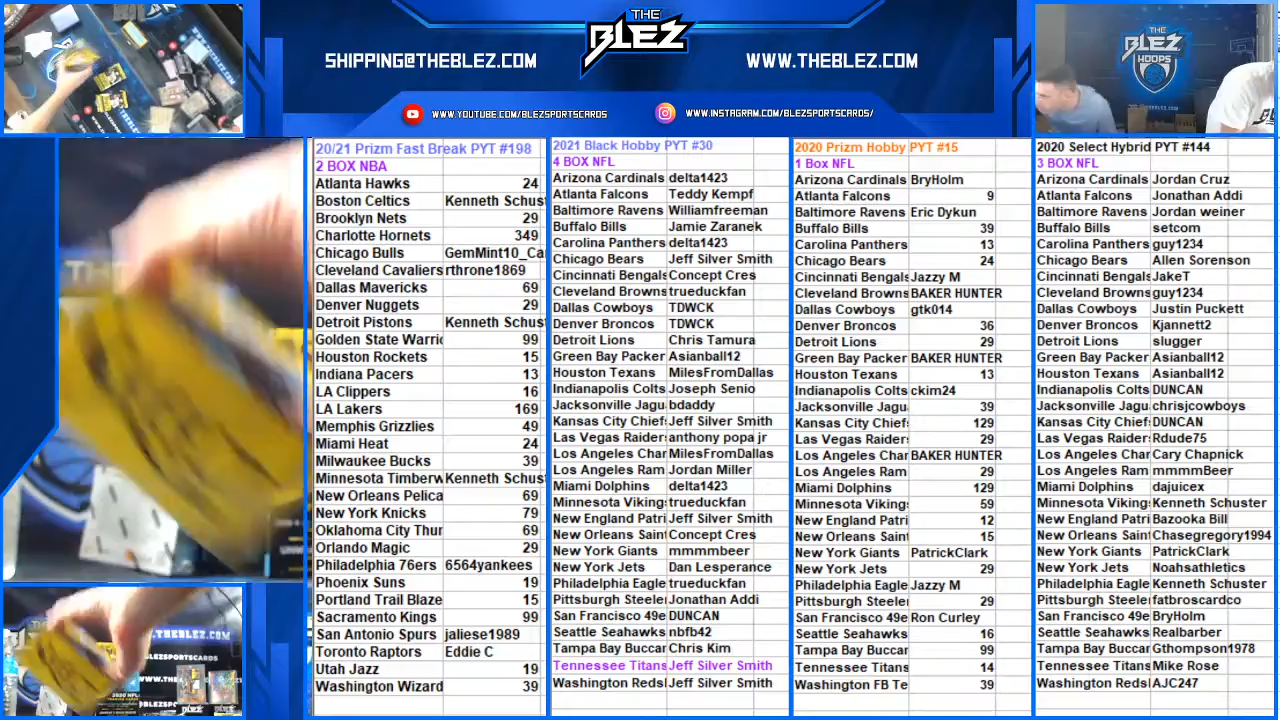 SHIPPING@THEBLEZ.COM
THE
BLEZ
WWW.THEBLEZ.COM
WWW.YOUTUBE.COM/BLEZSPORTSCARDS
WWW.INSTAGRAM.COM/BLEZSPORTSCARDS/
THE
BLEZ
HOOPS
20/21 Prizm Fast Break PYT #198
2 BOX NBA
Atlanta Hawks 24
Boston Celtics Kenneth Schust
Brooklyn Nets 29
Charlotte Hornets 349
Chicago Bulls GemMint10_Ca
Cleveland Cavaliers rthrone1869
Dallas Mavericks 69
Denver Nuggets 29
Detroit Pistons Kenneth Schust
Golden State Warric 99
Houston Rockets 15
Indiana Pacers 13
LA Clippers 16
LA Lakers 169
Memphis Grizzlies 49
Miami Heat 24
Milwaukee Bucks 39
Minnesota Timberw Kenneth Schust
New Orleans Pelica 69
New York Knicks 79
Oklahoma City Thur 69
Orlando Magic 29
Philadelphia 76ers 6564yankees
Phoenix Suns 19
Portland Trail Blaze 15
Sacramento Kings 99
San Antonio Spurs jaliese1989
Toronto Raptors Eddie C
Utah Jazz 19
Washington Wizard 39
2021 Black Hobby PYT #30
4 BOX NFL
Arizona Cardinals delta1423
Atlanta Falcons Teddy Kempf
Baltimore Ravens Williamfreeman
Buffalo Bills Jamie Zaranek
Carolina Panthers delta1423
Chicago Bears Jeff Silver Smith
Cincinnati Bengals Concept Cres
Cleveland Browns trueduckfan
Dallas Cowboys TDWCK
Denver Broncos TDWCK
Detroit Lions Chris Tamura
Green Bay Packer Asianball12
Houston Texans MilesFromDallas
Indianapolis Colts Joseph Senio
Jacksonville Jagu bdaddy
Kansas City Chief Jeff Silver Smith
Las Vegas Raider anthony popa jr
Los Angeles Char MilesFromDallas
Los Angeles Ram Jordan Miller
Miami Dolphins delta1423
Minnesota Viking trueduckfan
New England Patri Jeff Silver Smith
New Orleans Saint Concept Cres
New York Giants mmmmbeer
New York Jets Dan Lesperance
Philadelphia Eagle trueduckfan
Pittsburgh Steeler Jonathan Addi
San Francisco 49e DUNCAN
Seattle Seahawks nbfb42
Tampa Bay Buccar Chris Kim
Tennessee Titans Jeff Silver Smith
Washington Reds Jeff Silver Smith
2020 Prizm Hobby PYT #15
1 Box NFL
Arizona Cardinals BryHolm
Atlanta Falcons 9
Baltimore Ravens Eric Dykun
Buffalo Bills 39
Carolina Panthers 13
Chicago Bears 24
Cincinnati Bengals Jazzy M
Cleveland Browns BAKER HUNTER
Dallas Cowboys gtk014
Denver Broncos 36
Detroit Lions 29
Green Bay Packer BAKER HUNTER
Houston Texans 13
Indianapolis Colts ckim24
Jacksonville Jagu 39
Kansas City Chief 129
Las Vegas Raider 29
Los Angeles Char BAKER HUNTER
Los Angeles Ram 29
Miami Dolphins 129
Minnesota Viking 59
New England Patri 12
New Orleans Saint 15
New York Giants PatrickClark
New York Jets 29
Philadelphia Eagle Jazzy M
Pittsburgh Steeler 29
San Francisco 49e Ron Curley
Seattle Seahawks 16
Tampa Bay Buccar 99
Tennessee Titans 14
Washington FB Te 39
2020 Select Hybrid PYT #144
3 BOX NFL
Arizona Cardinals Jordan Cruz
Atlanta Falcons Jonathan Addi
Baltimore Ravens Jordan weiner
Buffalo Bills setcom
Carolina Panthers guy1234
Chicago Bears Allen Sorenson
Cincinnati Bengals JakeT
Cleveland Browns guy1234
Dallas Cowboys Justin Puckett
Denver Broncos Kjannett2
Detroit Lions slugger
Green Bay Packer Asianball12
Houston Texans Asianball12
Indianapolis Colts DUNCAN
Jacksonville Jagu chrisjcowboys
Kansas City Chief DUNCAN
Las Vegas Raider Rdude75
Los Angeles Char Cary Chapnick
Los Angeles Ram mmmmBeer
Miami Dolphins dajuicex
Minnesota Viking Kenneth Schuster
New England Patri Bazooka Bill
New Orleans Saint Chasegregory1994
New York Giants PatrickClark
New York Jets Noahsathletics
Philadelphia Eagle Kenneth Schuster
Pittsburgh Steeler fatbroscardco
San Francisco 49e BryHolm
Seattle Seahawks Realbarber
Tampa Bay Buccar Gthompson1978
Tennessee Titans Mike Rose
Washington Reds AJC247